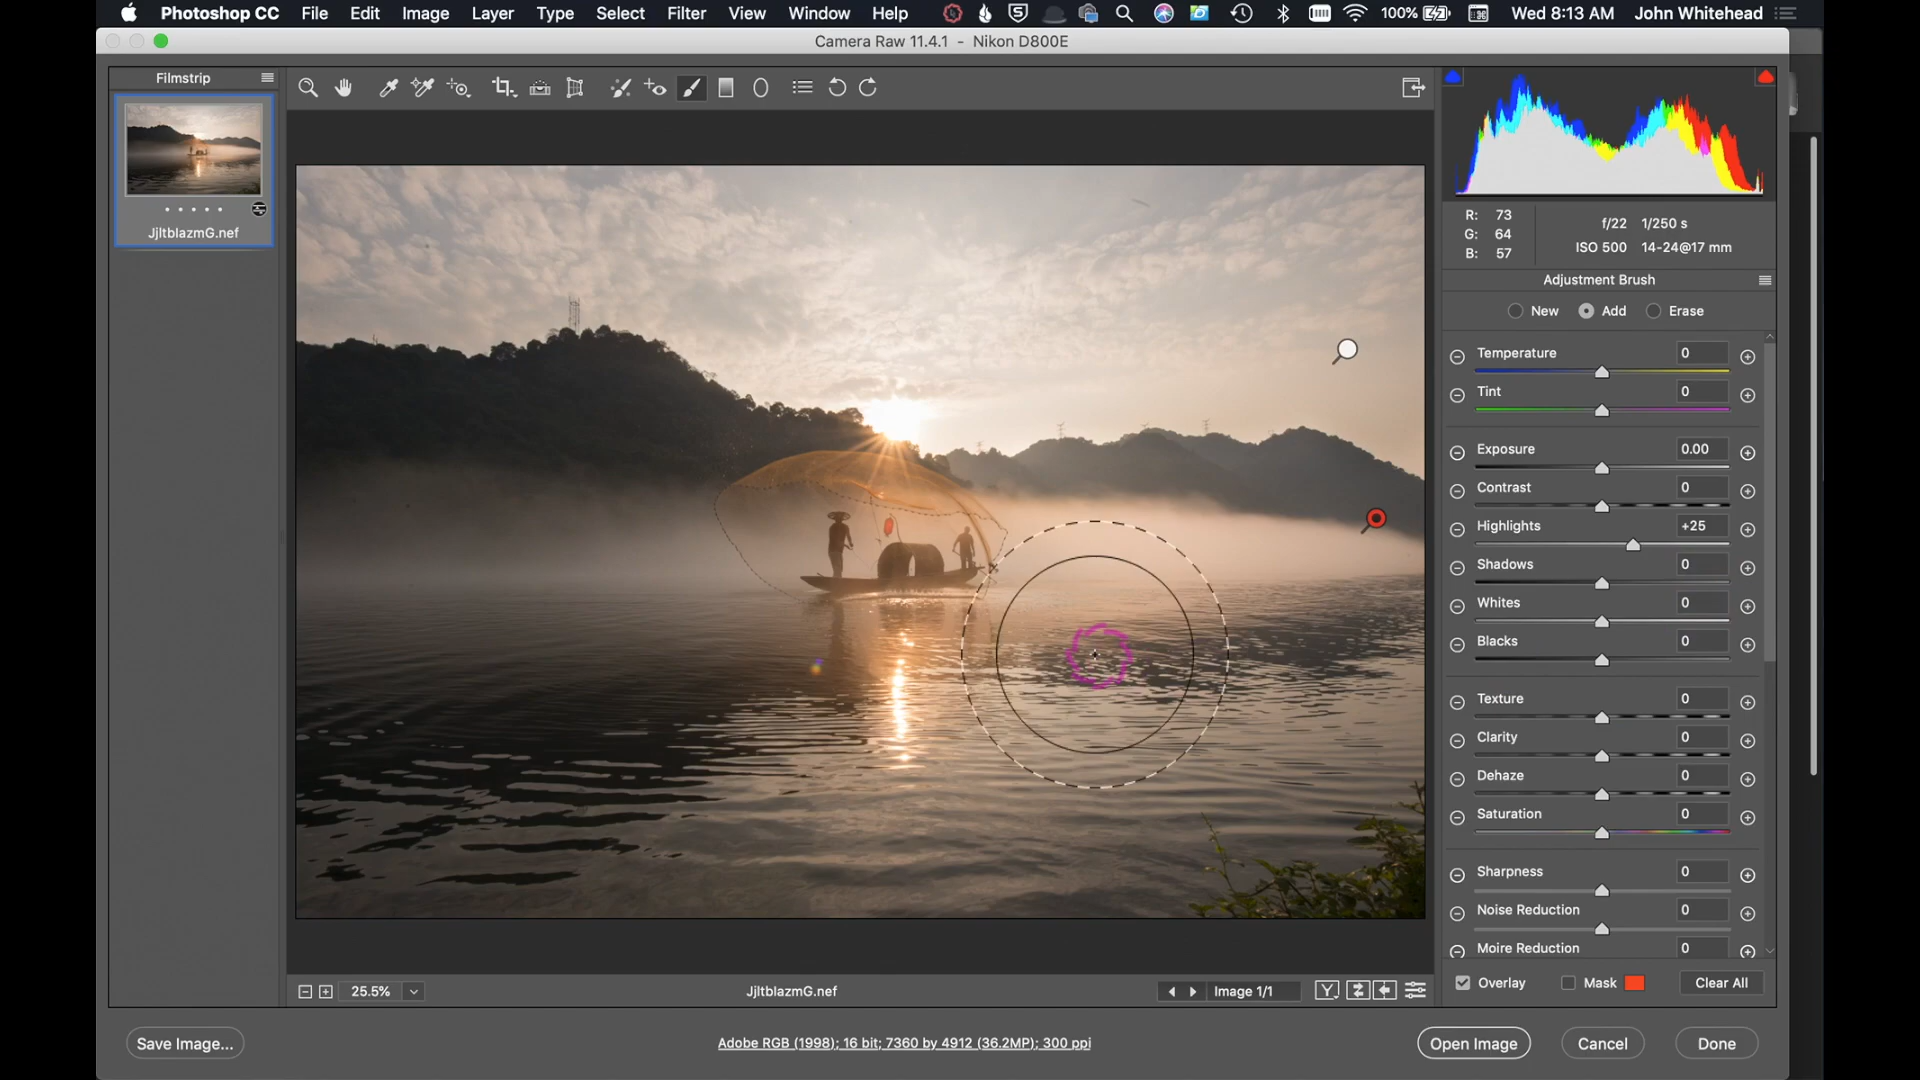 Photoshop CC File Edit Image Layer Type Select Filter View Window Help 100% Wed 8:13 AM John Whitehead
Camera Raw 11.4.1 - Nikon D800E
Filmstrip
JjltblazmG.nef
R: 73
G: 64
B: 57
f/22 1/250 s
ISO 500 14-24@17 mm
Adjustment Brush
New Add Erase
Temperature 0
Tint 0
Exposure 0.00
Contrast 0
Highlights +25
Shadows 0
Whites 0
Blacks 0
Texture 0
Clarity 0
Dehaze 0
Saturation 0
Sharpness 0
Noise Reduction 0
Moire Reduction 0
25.5% JjltblazmG.nef Image 1/1 Y
Overlay Mask Clear All
Save Image... Adobe RGB (1998); 16 bit; 7360 by 4912 (36.2MP); 300 ppi Open Image Cancel Done